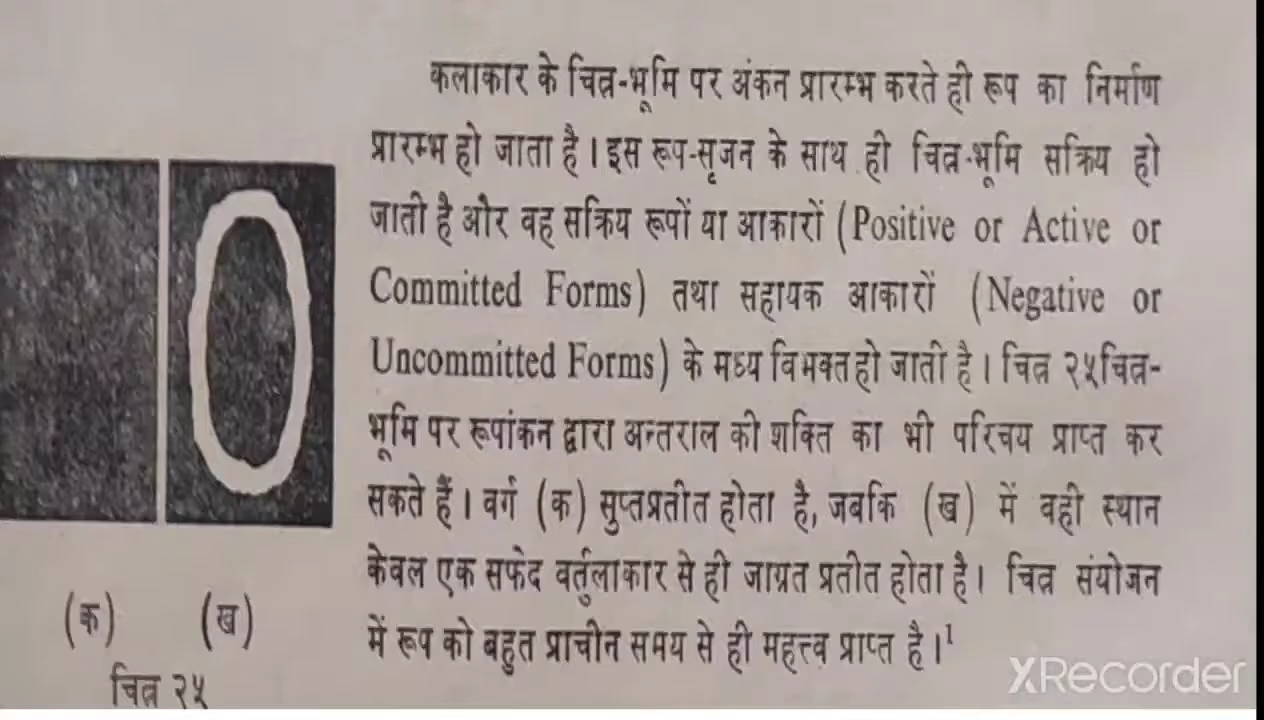 कलाकार के चित्र-भूमि पर अंकन प्रारम्भ करते ही रूप का निर्माण
प्रारम्भ हो जाता है। इस रूप-सृजन के साथ ही चित्र-भूमि सक्रिय हो
जाती है और वह सक्रिय रूपों या आकारों (Positive or Active or
Committed Forms) तथा सहायक आकारों (Negative or
Uncommitted Forms) के मध्य विभक्त हो जाती है। चित्र २५ चित्र-
भूमि पर रूपांकन द्वारा अन्तराल की शक्ति का भी परिचय प्राप्त कर
सकते हैं। वर्ग (क) सुप्त प्रतीत होता है, जबकि (ख) में वही स्थान
केवल एक सफेद वर्तुलाकार से ही जाग्रत प्रतीत होता है। चित्र संयोजन
में रूप को बहुत प्राचीन समय से ही महत्त्व प्राप्त है।¹
(क) (ख)
चित्र २५
XRecorder